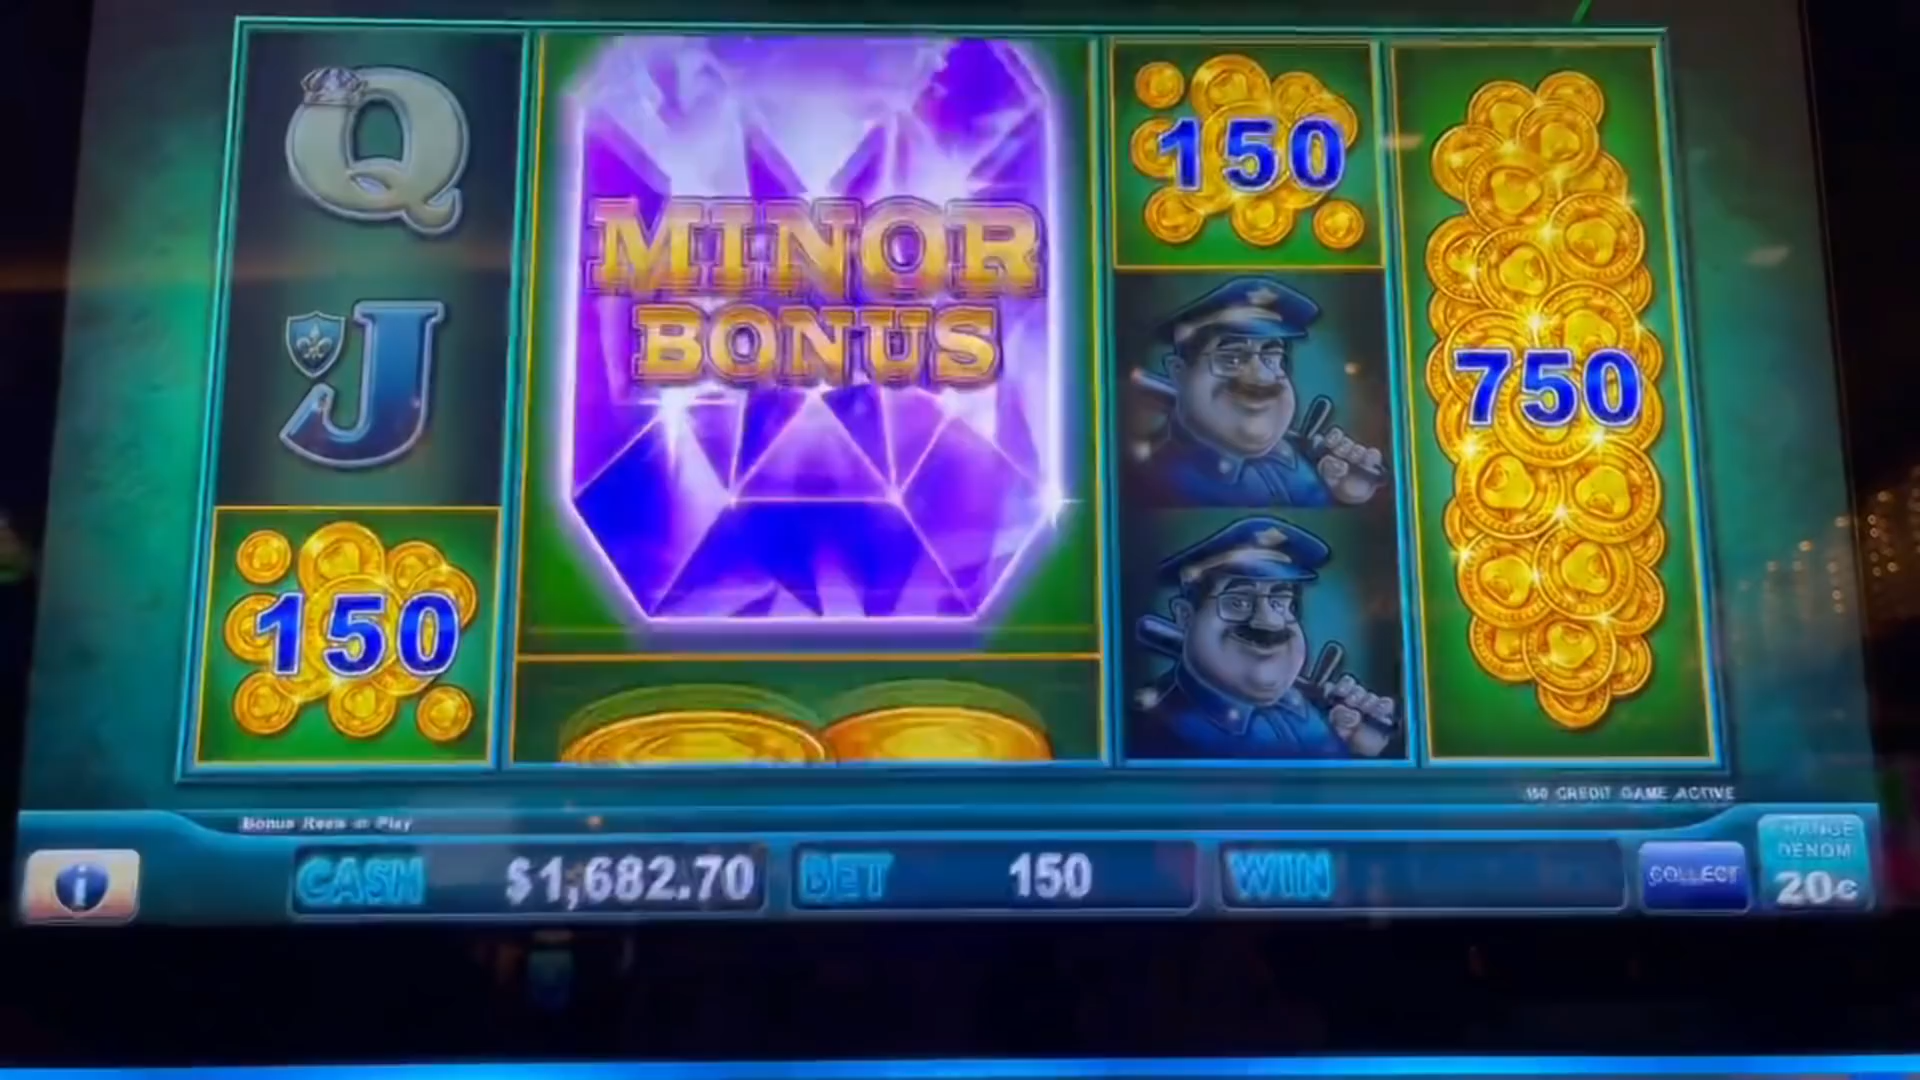 Q
MINOR
BONUS
150
J
750
150
150 CREDIT GAME ACTIVE
Bonus Reels in Play
CASH $1,682.70 BET 150 WIN
COLLECT
CHANGE
DENOM
20¢